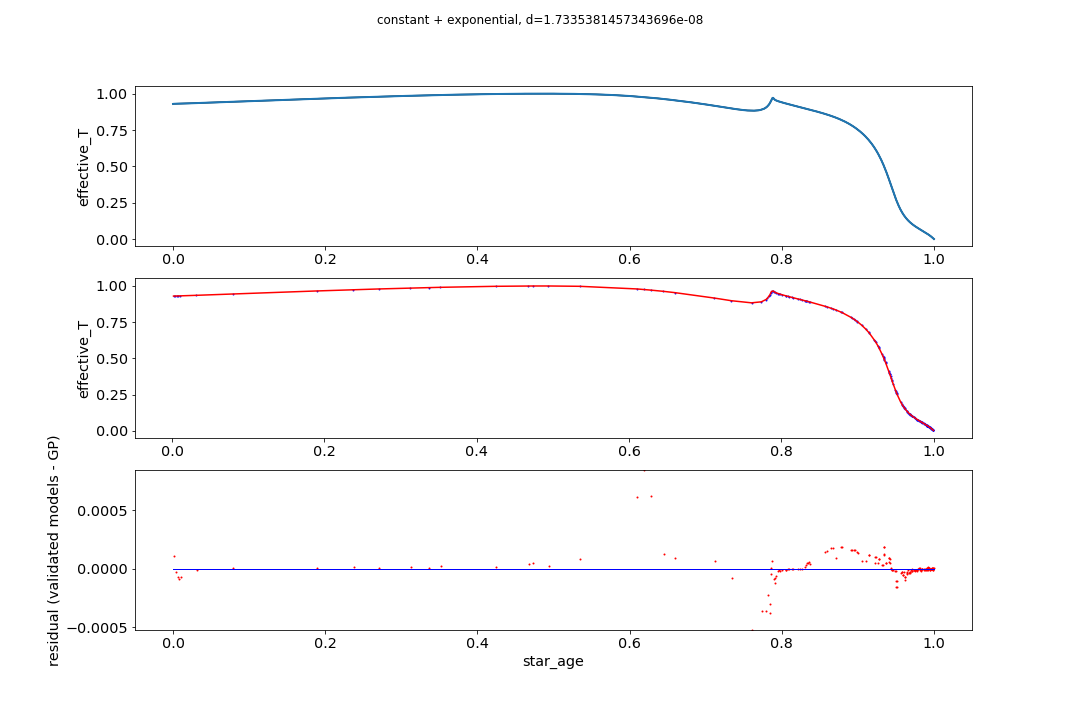 constant + exponential, d=1.7335381457343696e-08
effective_T
1.00
0.75
0.50
0.25
0.00
0.0 0.2 0.4 0.6 0.8 1.0
effective_T
1.00
0.75
0.50
0.25
0.00
0.0 0.2 0.4 0.6 0.8 1.0
residual (validated models - GP)
0.0005
0.0000
−0.0005
0.0 0.2 0.4 0.6 0.8 1.0
star_age